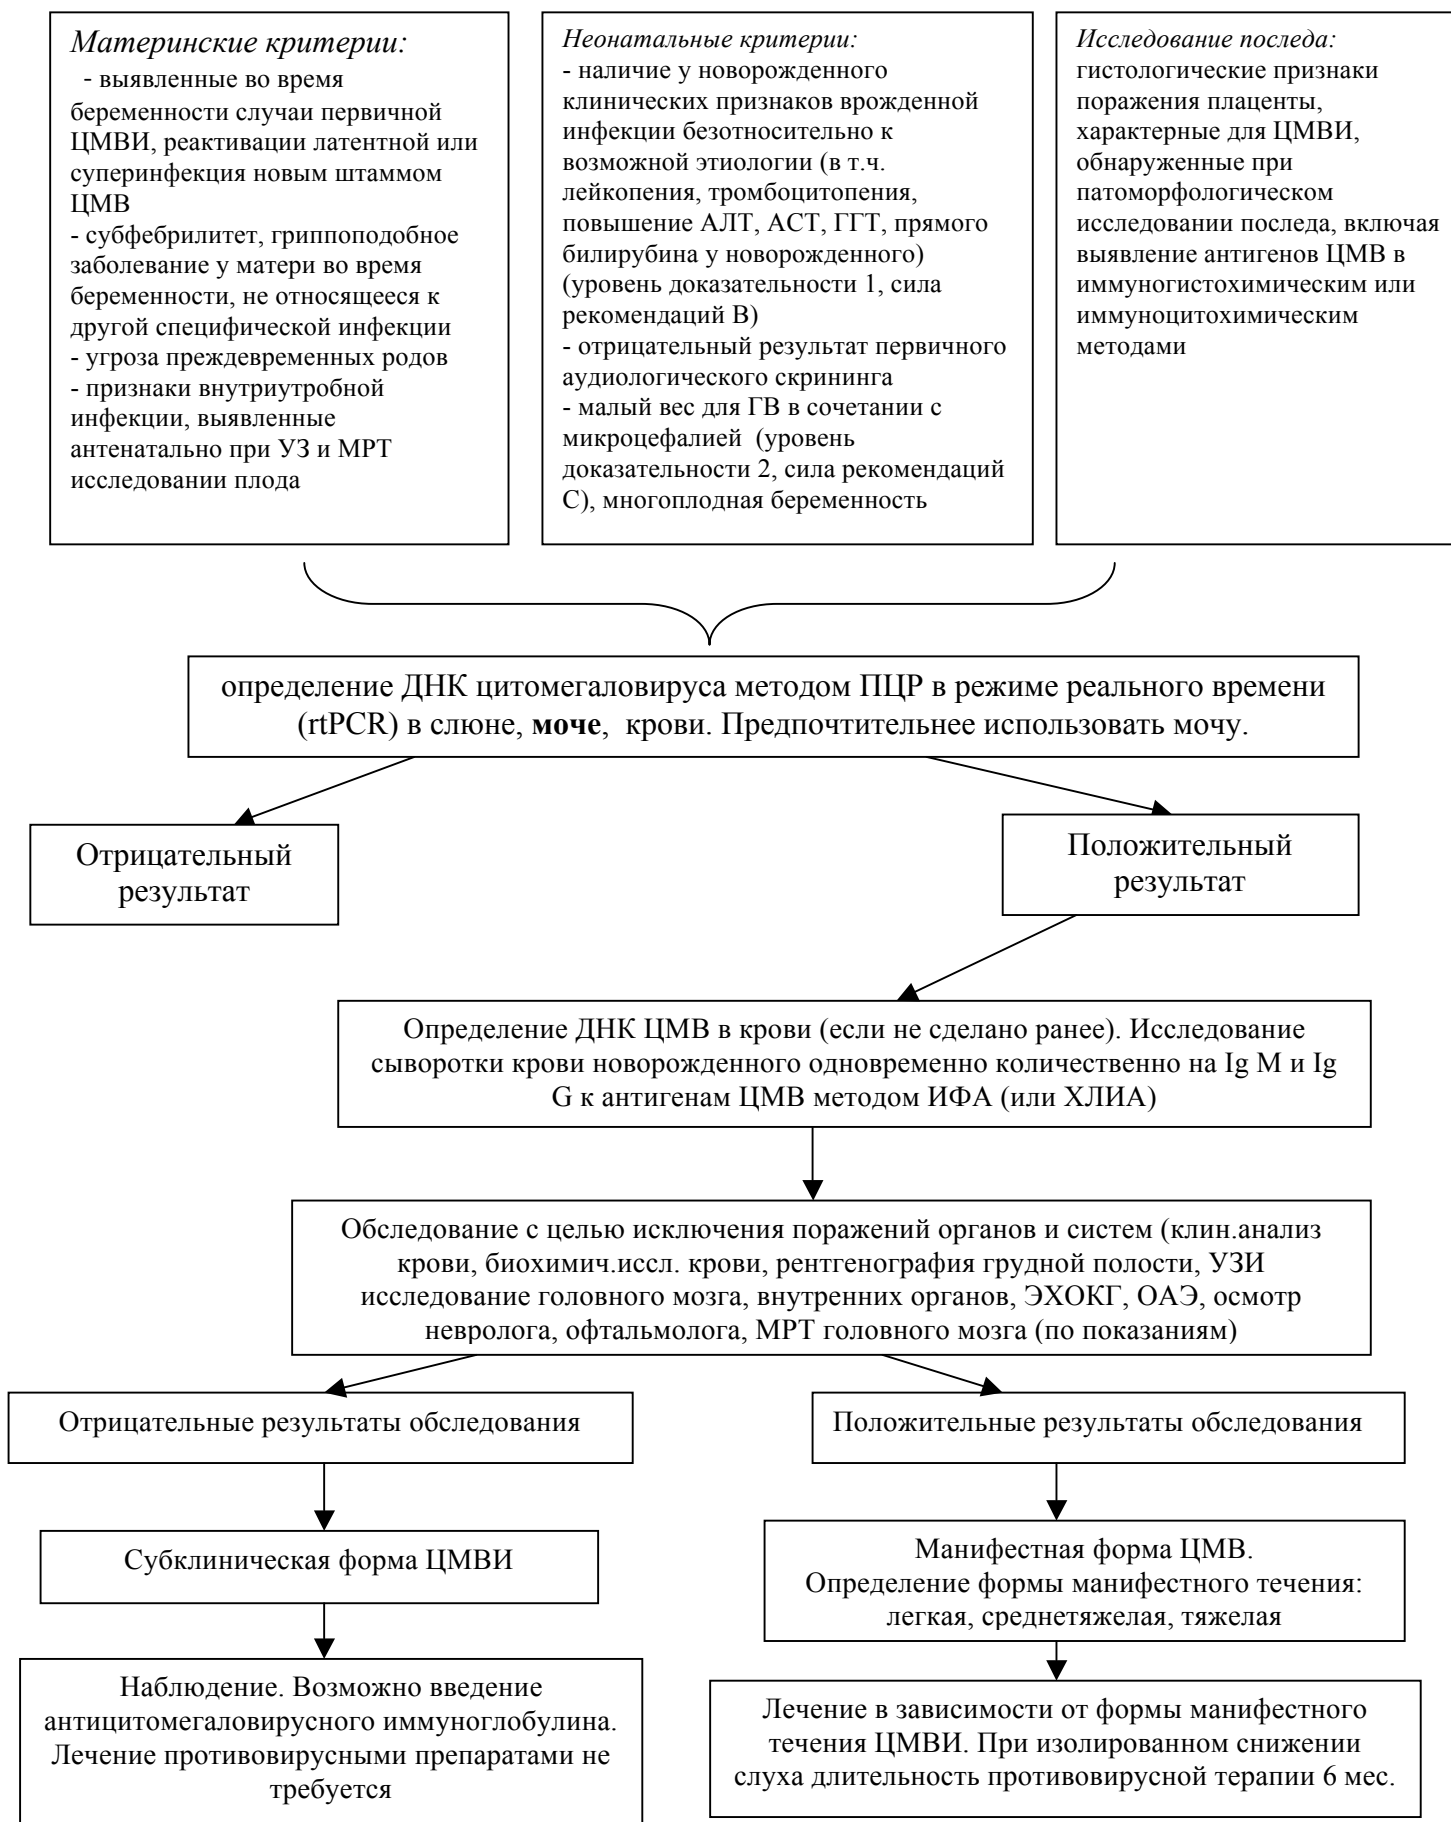 Материнские критерии:
- выявленные во время
беременности случаи первичной
ЦМВИ, реактивации латентной или
суперинфекция новым штаммом
ЦМВ
- субфебрилитет, гриппоподобное
заболевание у матери во время
беременности, не относящееся к
другой специфической инфекции
- угроза преждевременных родов
- признаки внутриутробной
инфекции, выявленные
антенатально при УЗ и МРТ
исследовании плода
Неонатальные критерии:
- наличие у новорожденного
клинических признаков врожденной
инфекции безотносительно к
возможной этиологии (в т.ч.
лейкопения, тромбоцитопения,
повышение АЛТ, АСТ, ГГТ, прямого
билирубина у новорожденного)
(уровень доказательности 1, сила
рекомендаций В)
- отрицательный результат первичного
аудиологического скрининга
- малый вес для ГВ в сочетании с
микроцефалией (уровень
доказательности 2, сила рекомендаций
С), многоплодная беременность
Исследование последа:
гистологические признаки
поражения плаценты,
характерные для ЦМВИ,
обнаруженные при
патоморфологическом
исследовании последа, включая
выявление антигенов ЦМВ в
иммуногистохимическим или
иммуноцитохимическим
методами
определение ДНК цитомегаловируса методом ПЦР в режиме реального времени
(rtPCR) в слюне, моче, крови. Предпочтительнее использовать мочу.
Отрицательный
результат
Положительный
результат
Определение ДНК ЦМВ в крови (если не сделано ранее). Исследование
сыворотки крови новорожденного одновременно количественно на Ig M и Ig
G к антигенам ЦМВ методом ИФА (или ХЛИА)
Обследование с целью исключения поражений органов и систем (клин.анализ
крови, биохимич.иссл. крови, рентгенография грудной полости, УЗИ
исследование головного мозга, внутренних органов, ЭХОКГ, ОАЭ, осмотр
невролога, офтальмолога, МРТ головного мозга (по показаниям)
Отрицательные результаты обследования
Положительные результаты обследования
Субклиническая форма ЦМВИ
Манифестная форма ЦМВ.
Определение формы манифестного течения:
легкая, среднетяжелая, тяжелая
Наблюдение. Возможно введение
антицитомегаловирусного иммуноглобулина.
Лечение противовирусными препаратами не
требуется
Лечение в зависимости от формы манифестного
течения ЦМВИ. При изолированном снижении
слуха длительность противовирусной терапии 6 мес.